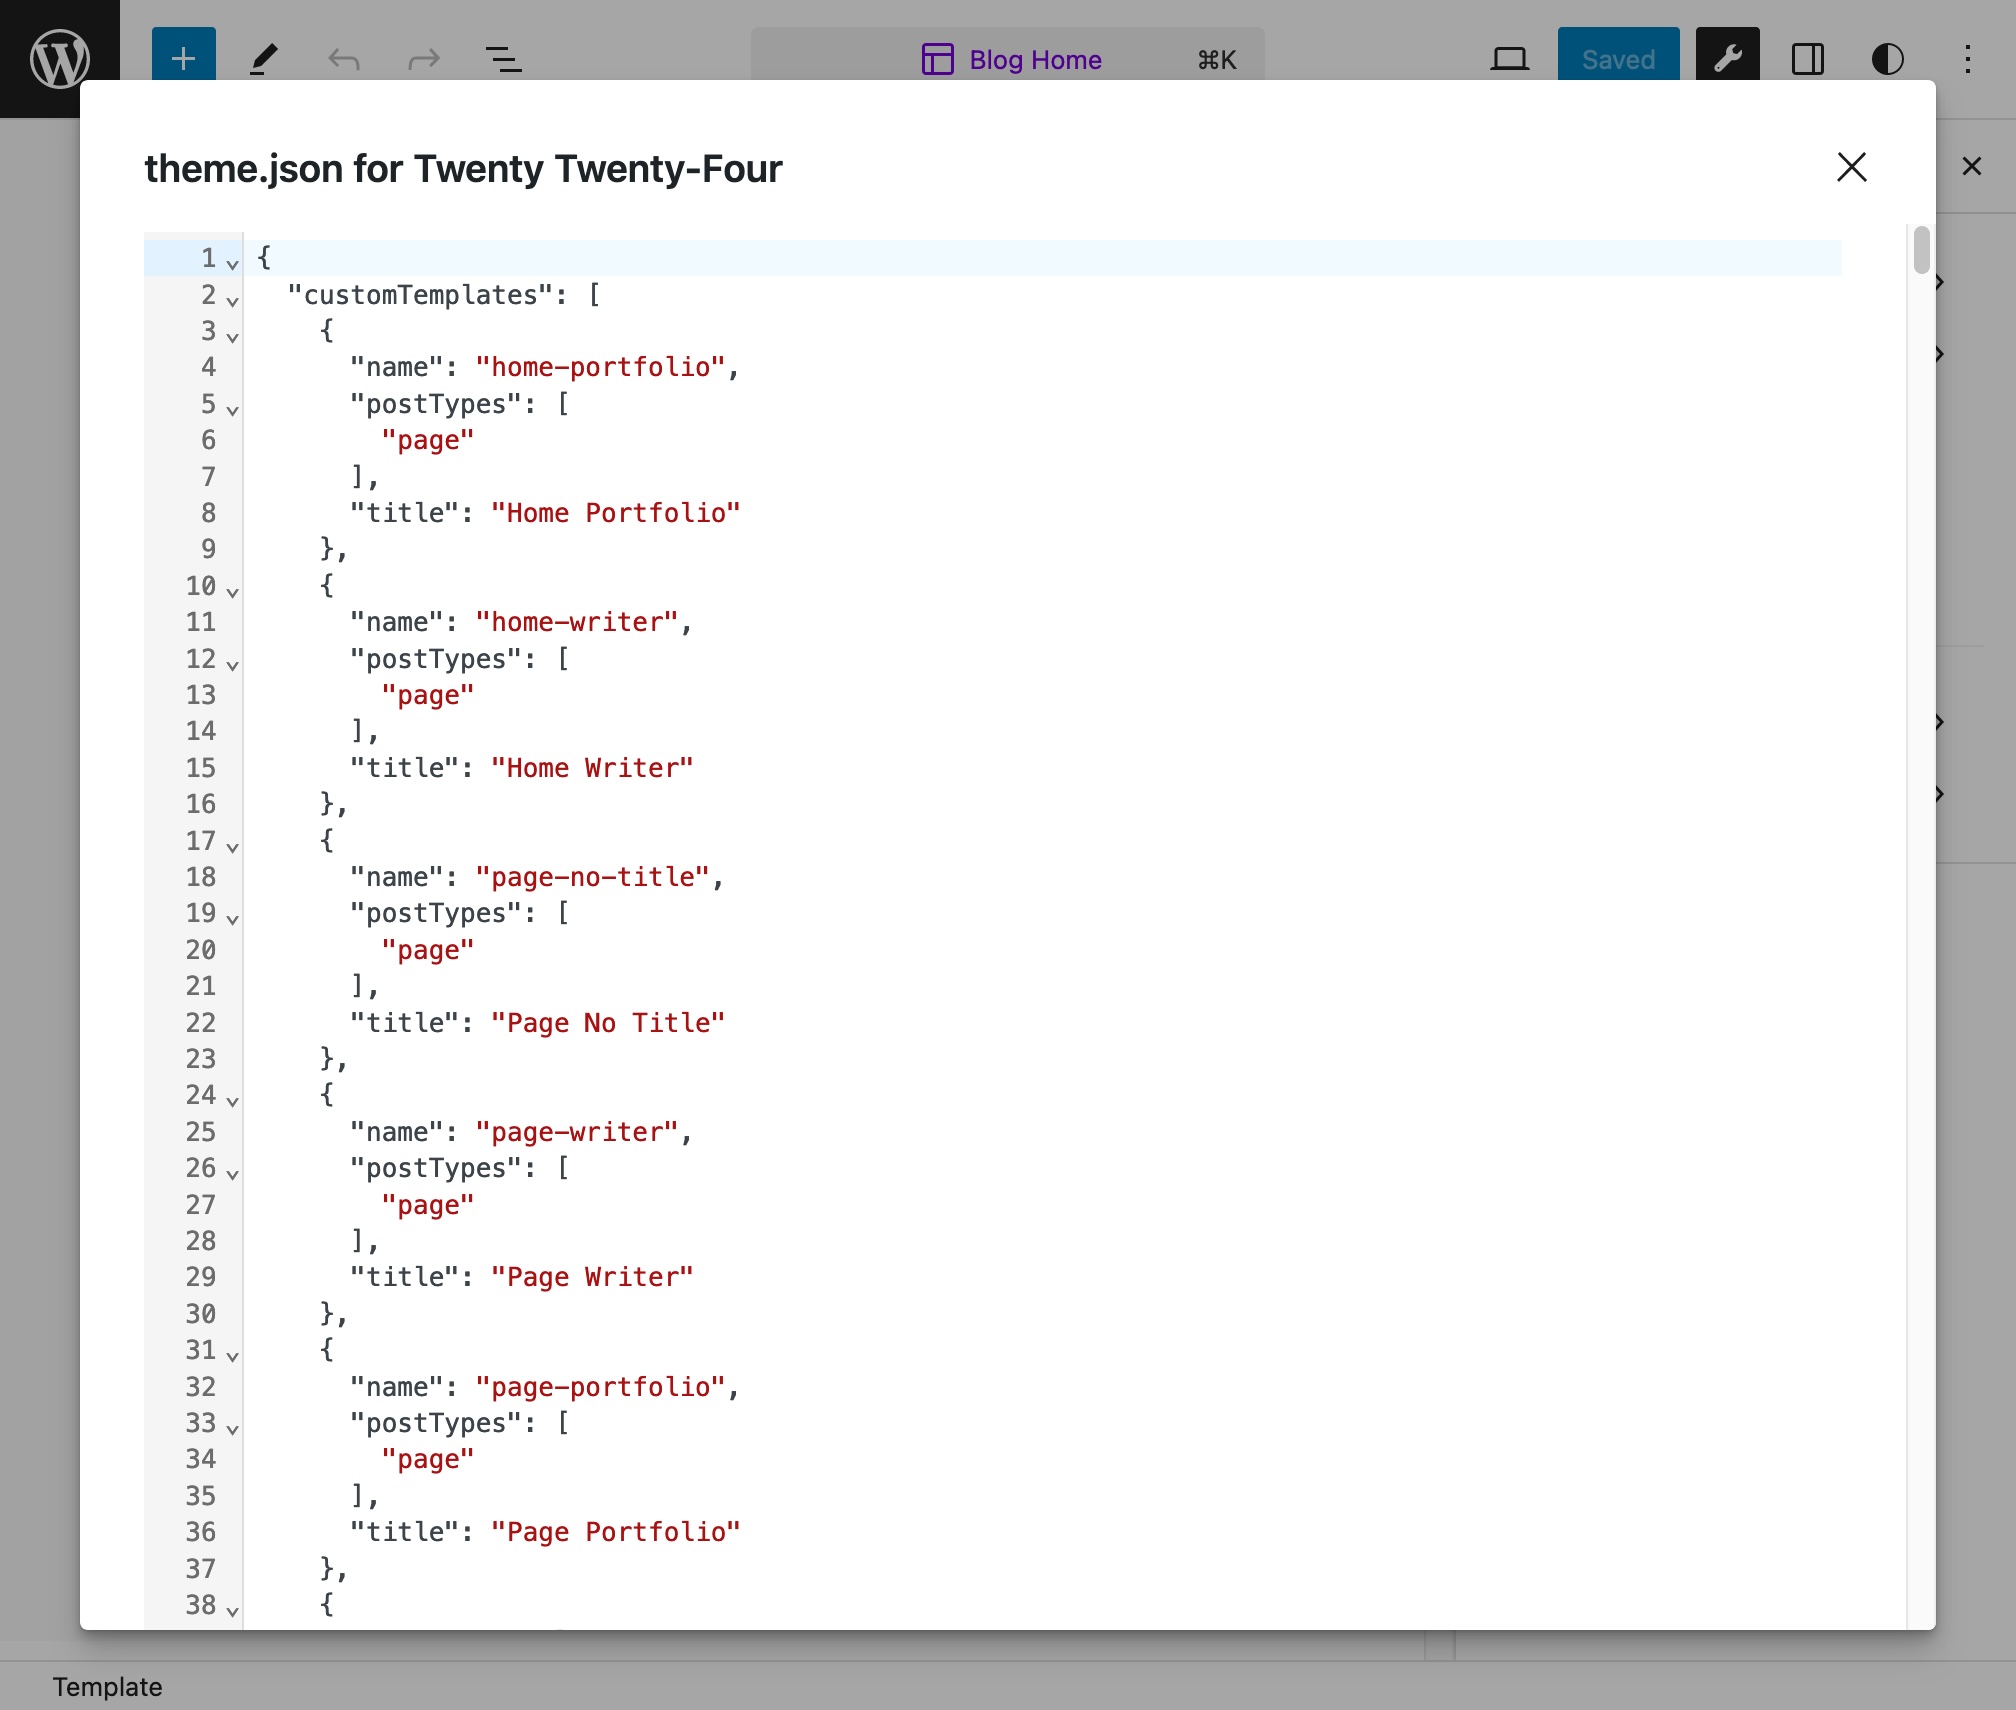 Blog Home ⌘K Saved
theme.json for Twenty Twenty-Four
1 {
2 "customTemplates": [
3 {
4 "name": "home-portfolio",
5 "postTypes": [
6 "page"
7 ],
8 "title": "Home Portfolio"
9 },
10 {
11 "name": "home-writer",
12 "postTypes": [
13 "page"
14 ],
15 "title": "Home Writer"
16 },
17 {
18 "name": "page-no-title",
19 "postTypes": [
20 "page"
21 ],
22 "title": "Page No Title"
23 },
24 {
25 "name": "page-writer",
26 "postTypes": [
27 "page"
28 ],
29 "title": "Page Writer"
30 },
31 {
32 "name": "page-portfolio",
33 "postTypes": [
34 "page"
35 ],
36 "title": "Page Portfolio"
37 },
38 {
Template